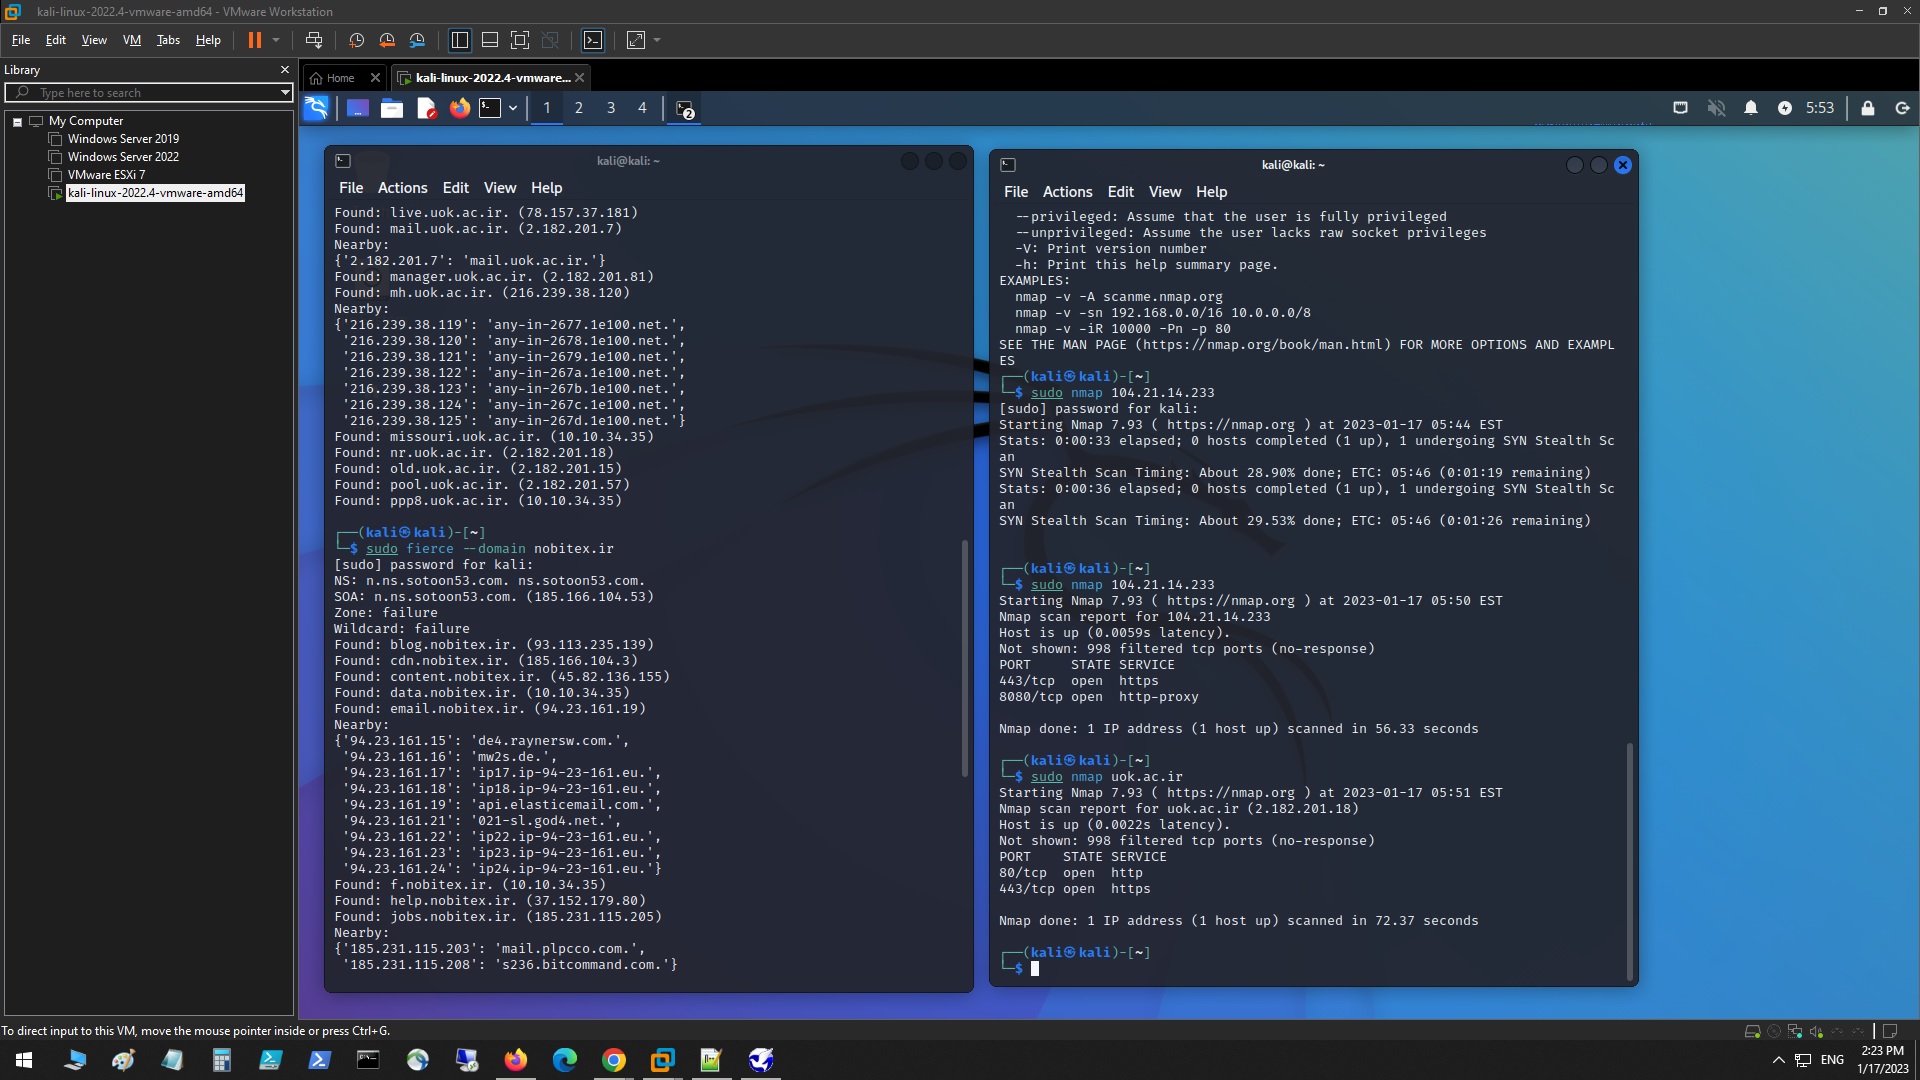 kali-linux-2022.4-vmware-amd64 - VMware Workstation
File Edit View VM Tabs Help
Library
Type here to search
My Computer
Windows Server 2019
Windows Server 2022
VMware ESXi 7
kali-linux-2022.4-vmware-amd64
Home
kali-linux-2022.4-vmware...
1 2 3 4
2
5:53
kali@kali: ~
File Actions Edit View Help
Found: live.uok.ac.ir. (78.157.37.181)
Found: mail.uok.ac.ir. (2.182.201.7)
Nearby:
{'2.182.201.7': 'mail.uok.ac.ir.'}
Found: manager.uok.ac.ir. (2.182.201.81)
Found: mh.uok.ac.ir. (216.239.38.120)
Nearby:
{'216.239.38.119': 'any-in-2677.1e100.net.',
'216.239.38.120': 'any-in-2678.1e100.net.',
'216.239.38.121': 'any-in-2679.1e100.net.',
'216.239.38.122': 'any-in-267a.1e100.net.',
'216.239.38.123': 'any-in-267b.1e100.net.',
'216.239.38.124': 'any-in-267c.1e100.net.',
'216.239.38.125': 'any-in-267d.1e100.net.'}
Found: missouri.uok.ac.ir. (10.10.34.35)
Found: nr.uok.ac.ir. (2.182.201.18)
Found: old.uok.ac.ir. (2.182.201.15)
Found: pool.uok.ac.ir. (2.182.201.57)
Found: ppp8.uok.ac.ir. (10.10.34.35)
┌──(kali㉿kali)-[~]
└─$ sudo fierce --domain nobitex.ir
[sudo] password for kali:
NS: n.ns.sotoon53.com. ns.sotoon53.com.
SOA: n.ns.sotoon53.com. (185.166.104.53)
Zone: failure
Wildcard: failure
Found: blog.nobitex.ir. (93.113.235.139)
Found: cdn.nobitex.ir. (185.166.104.3)
Found: content.nobitex.ir. (45.82.136.155)
Found: data.nobitex.ir. (10.10.34.35)
Found: email.nobitex.ir. (94.23.161.19)
Nearby:
{'94.23.161.15': 'de4.raynersw.com.',
'94.23.161.16': 'mw2s.de.',
'94.23.161.17': 'ip17.ip-94-23-161.eu.',
'94.23.161.18': 'ip18.ip-94-23-161.eu.',
'94.23.161.19': 'api.elasticemail.com.',
'94.23.161.21': '021-sl.god4.net.',
'94.23.161.22': 'ip22.ip-94-23-161.eu.',
'94.23.161.23': 'ip23.ip-94-23-161.eu.',
'94.23.161.24': 'ip24.ip-94-23-161.eu.'}
Found: f.nobitex.ir. (10.10.34.35)
Found: help.nobitex.ir. (37.152.179.80)
Found: jobs.nobitex.ir. (185.231.115.205)
Nearby:
{'185.231.115.203': 'mail.plpcco.com.',
'185.231.115.208': 's236.bitcommand.com.'}
kali@kali: ~
File Actions Edit View Help
--privileged: Assume that the user is fully privileged
--unprivileged: Assume the user lacks raw socket privileges
-V: Print version number
-h: Print this help summary page.
EXAMPLES:
nmap -v -A scanme.nmap.org
nmap -v -sn 192.168.0.0/16 10.0.0.0/8
nmap -v -iR 10000 -Pn -p 80
SEE THE MAN PAGE (https://nmap.org/book/man.html) FOR MORE OPTIONS AND EXAMPL
ES
┌──(kali㉿kali)-[~]
└─$ sudo nmap 104.21.14.233
[sudo] password for kali:
Starting Nmap 7.93 ( https://nmap.org ) at 2023-01-17 05:44 EST
Stats: 0:00:33 elapsed; 0 hosts completed (1 up), 1 undergoing SYN Stealth Sc
an
SYN Stealth Scan Timing: About 28.90% done; ETC: 05:46 (0:01:19 remaining)
Stats: 0:00:36 elapsed; 0 hosts completed (1 up), 1 undergoing SYN Stealth Sc
an
SYN Stealth Scan Timing: About 29.53% done; ETC: 05:46 (0:01:26 remaining)
┌──(kali㉿kali)-[~]
└─$ sudo nmap 104.21.14.233
Starting Nmap 7.93 ( https://nmap.org ) at 2023-01-17 05:50 EST
Nmap scan report for 104.21.14.233
Host is up (0.0059s latency).
Not shown: 998 filtered tcp ports (no-response)
PORT STATE SERVICE
443/tcp open https
8080/tcp open http-proxy
Nmap done: 1 IP address (1 host up) scanned in 56.33 seconds
┌──(kali㉿kali)-[~]
└─$ sudo nmap uok.ac.ir
Starting Nmap 7.93 ( https://nmap.org ) at 2023-01-17 05:51 EST
Nmap scan report for uok.ac.ir (2.182.201.18)
Host is up (0.0022s latency).
Not shown: 998 filtered tcp ports (no-response)
PORT STATE SERVICE
80/tcp open http
443/tcp open https
Nmap done: 1 IP address (1 host up) scanned in 72.37 seconds
┌──(kali㉿kali)-[~]
└─$
To direct input to this VM, move the mouse pointer inside or press Ctrl+G.
ENG
2:23 PM
1/17/2023